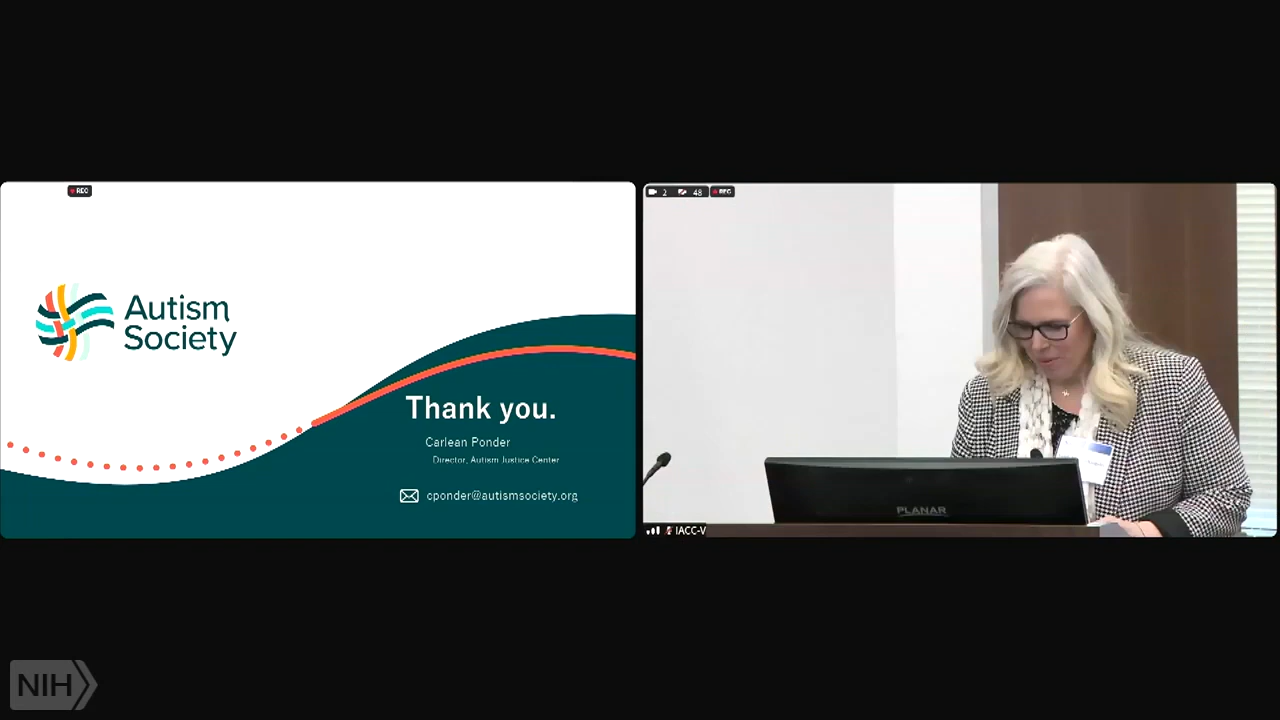 REC
Autism
Society
Thank you.
Carlean Ponder
Director, Autism Justice Center
cponder@autismsociety.org
2 48 REC
PLANAR
IACC-V
NIH